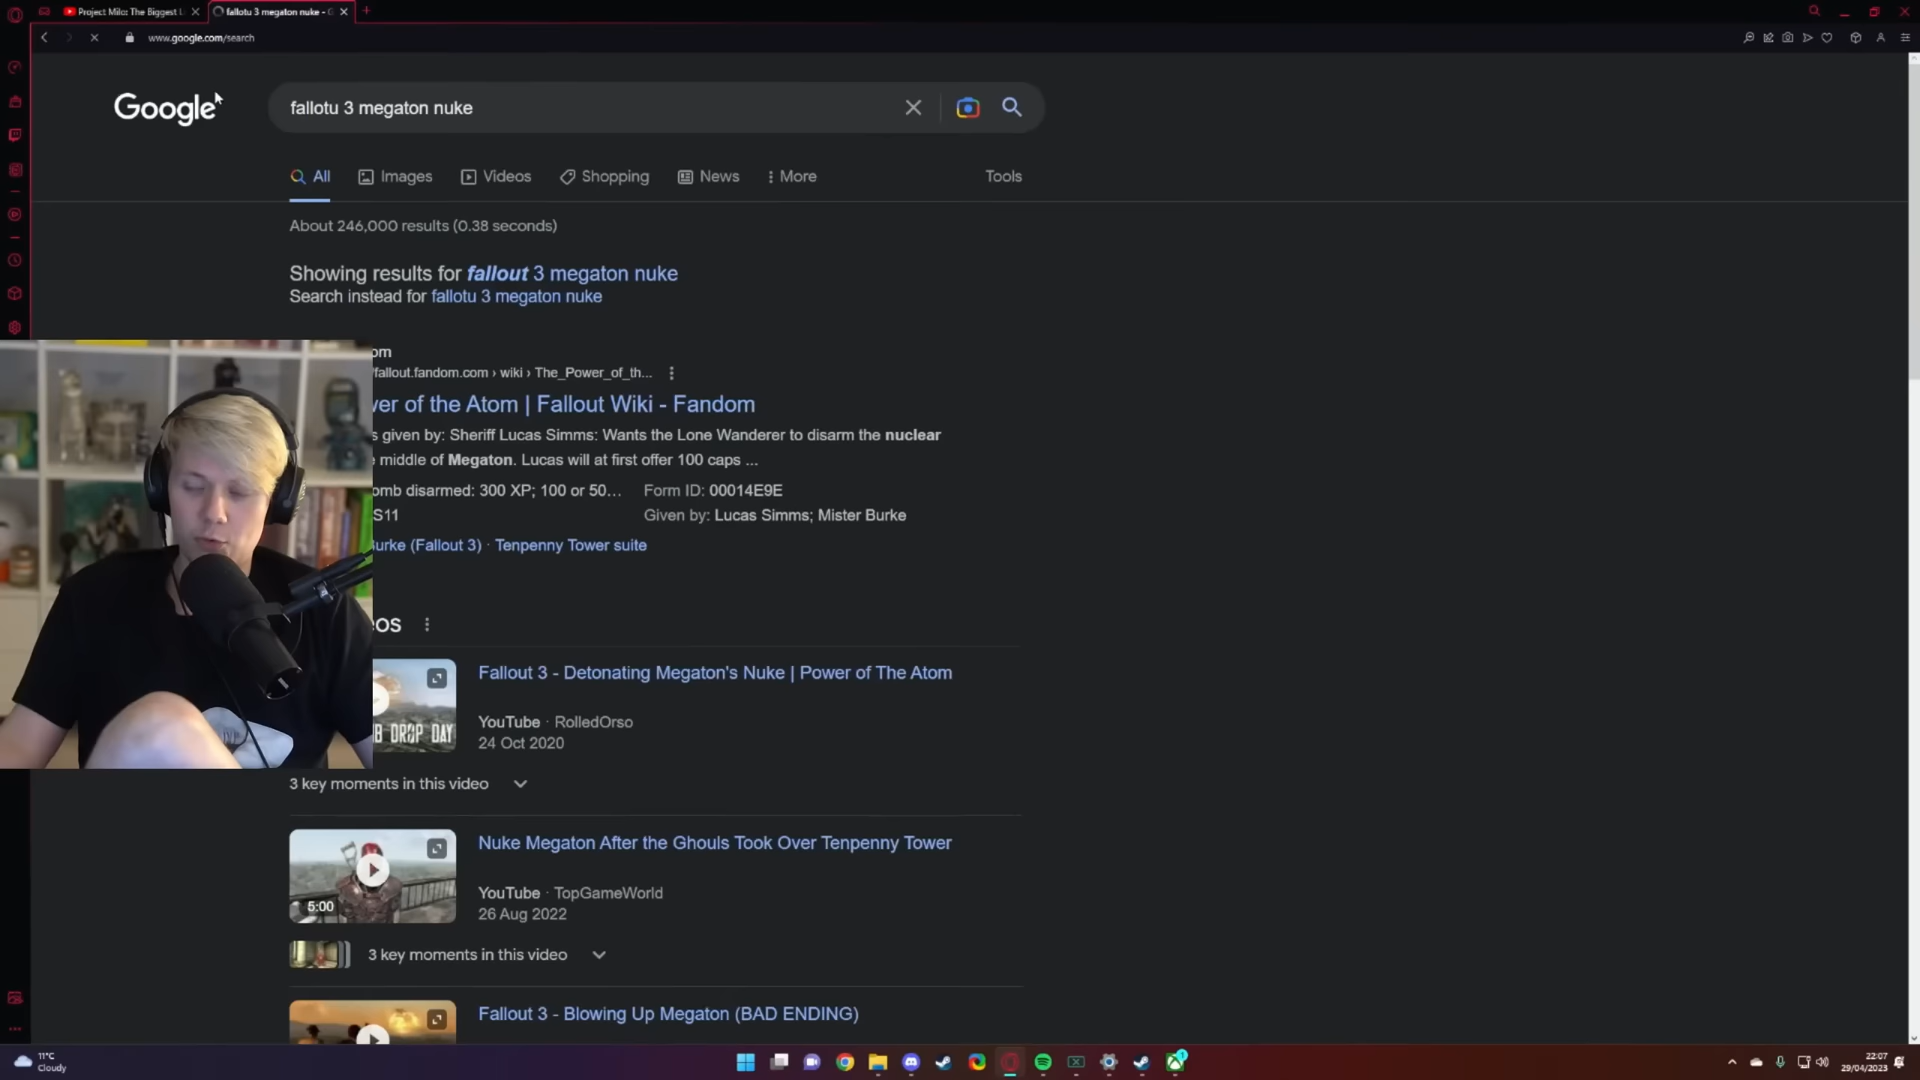 Project Milo: The Biggest L
fallotu 3 megaton nuke - G
www.google.com/search
Google
fallotu 3 megaton nuke
All
Images
Videos
Shopping
News
More
Tools
About 246,000 results (0.38 seconds)
Showing results for fallout 3 megaton nuke
Search instead for fallotu 3 megaton nuke
om
/fallout.fandom.com › wiki › The_Power_of_th...
er of the Atom | Fallout Wiki - Fandom
s given by: Sheriff Lucas Simms: Wants the Lone Wanderer to disarm the nuclear
middle of Megaton. Lucas will at first offer 100 caps ...
omb disarmed: 300 XP; 100 or 50... Form ID: 00014E9E
S11 Given by: Lucas Simms; Mister Burke
urke (Fallout 3) · Tenpenny Tower suite
eos
Fallout 3 - Detonating Megaton's Nuke | Power of The Atom
B DROP DAY
YouTube · RolledOrso
24 Oct 2020
3 key moments in this video
Nuke Megaton After the Ghouls Took Over Tenpenny Tower
5:00
YouTube · TopGameWorld
26 Aug 2022
3 key moments in this video
Fallout 3 - Blowing Up Megaton (BAD ENDING)
11°C
Cloudy
22:07
29/04/2023